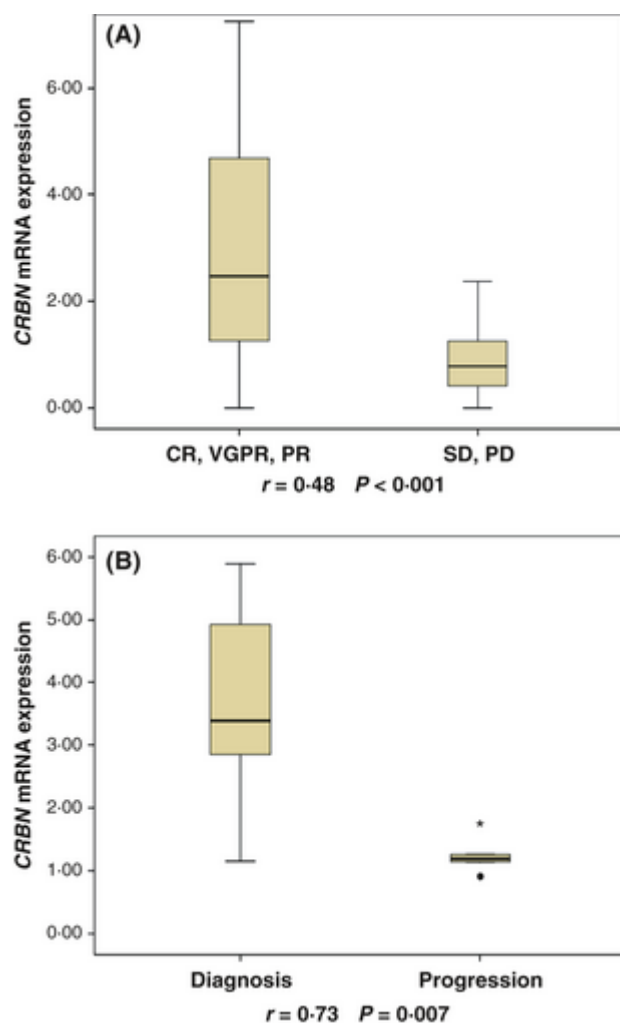 (A)
CRBN mRNA expression
6·00
4·00
2·00
0·00
CR, VGPR, PR SD, PD
r = 0·48 P < 0·001
(B)
CRBN mRNA expression
6·00
5·00
4·00
3·00
2·00
1·00
0·00
Diagnosis Progression
r = 0·73 P = 0·007